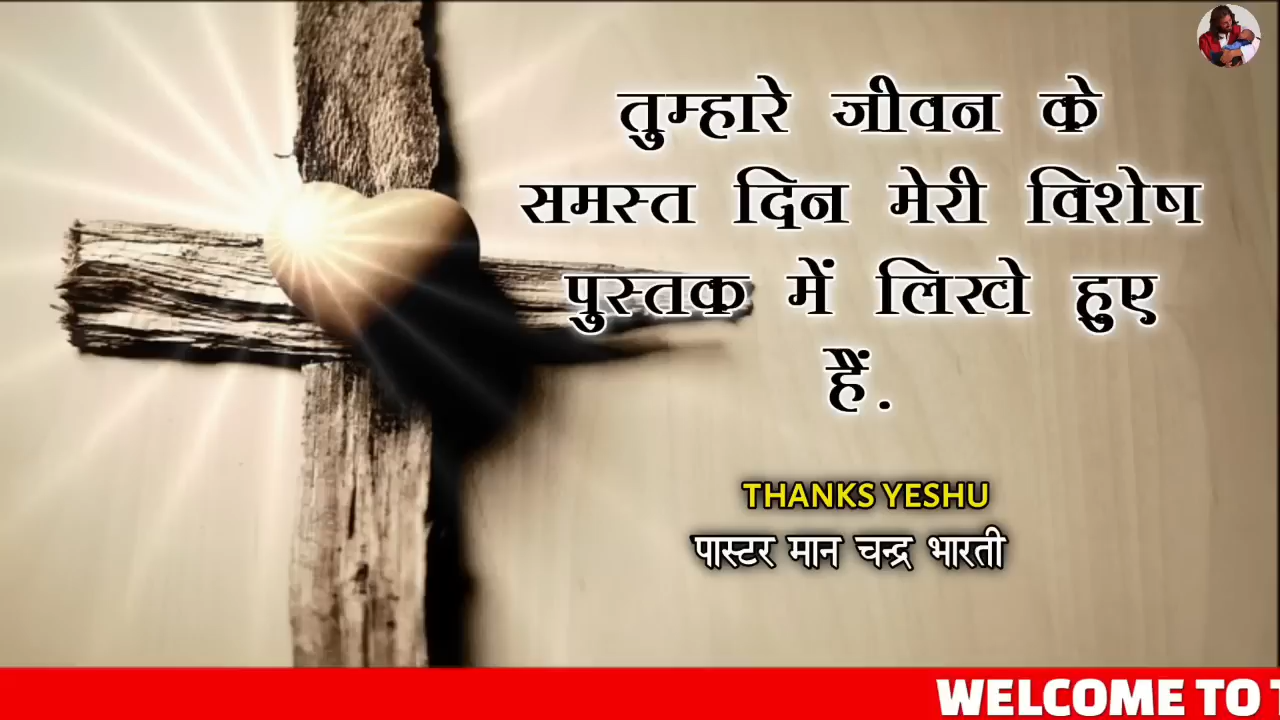 तुम्हारे जीवन के
समस्त दिन मेरी विशेष
पुस्तक में लिखे हुए
हैं.
THANKS YESHU
पास्टर मान चन्द्र भारती
WELCOME TO T